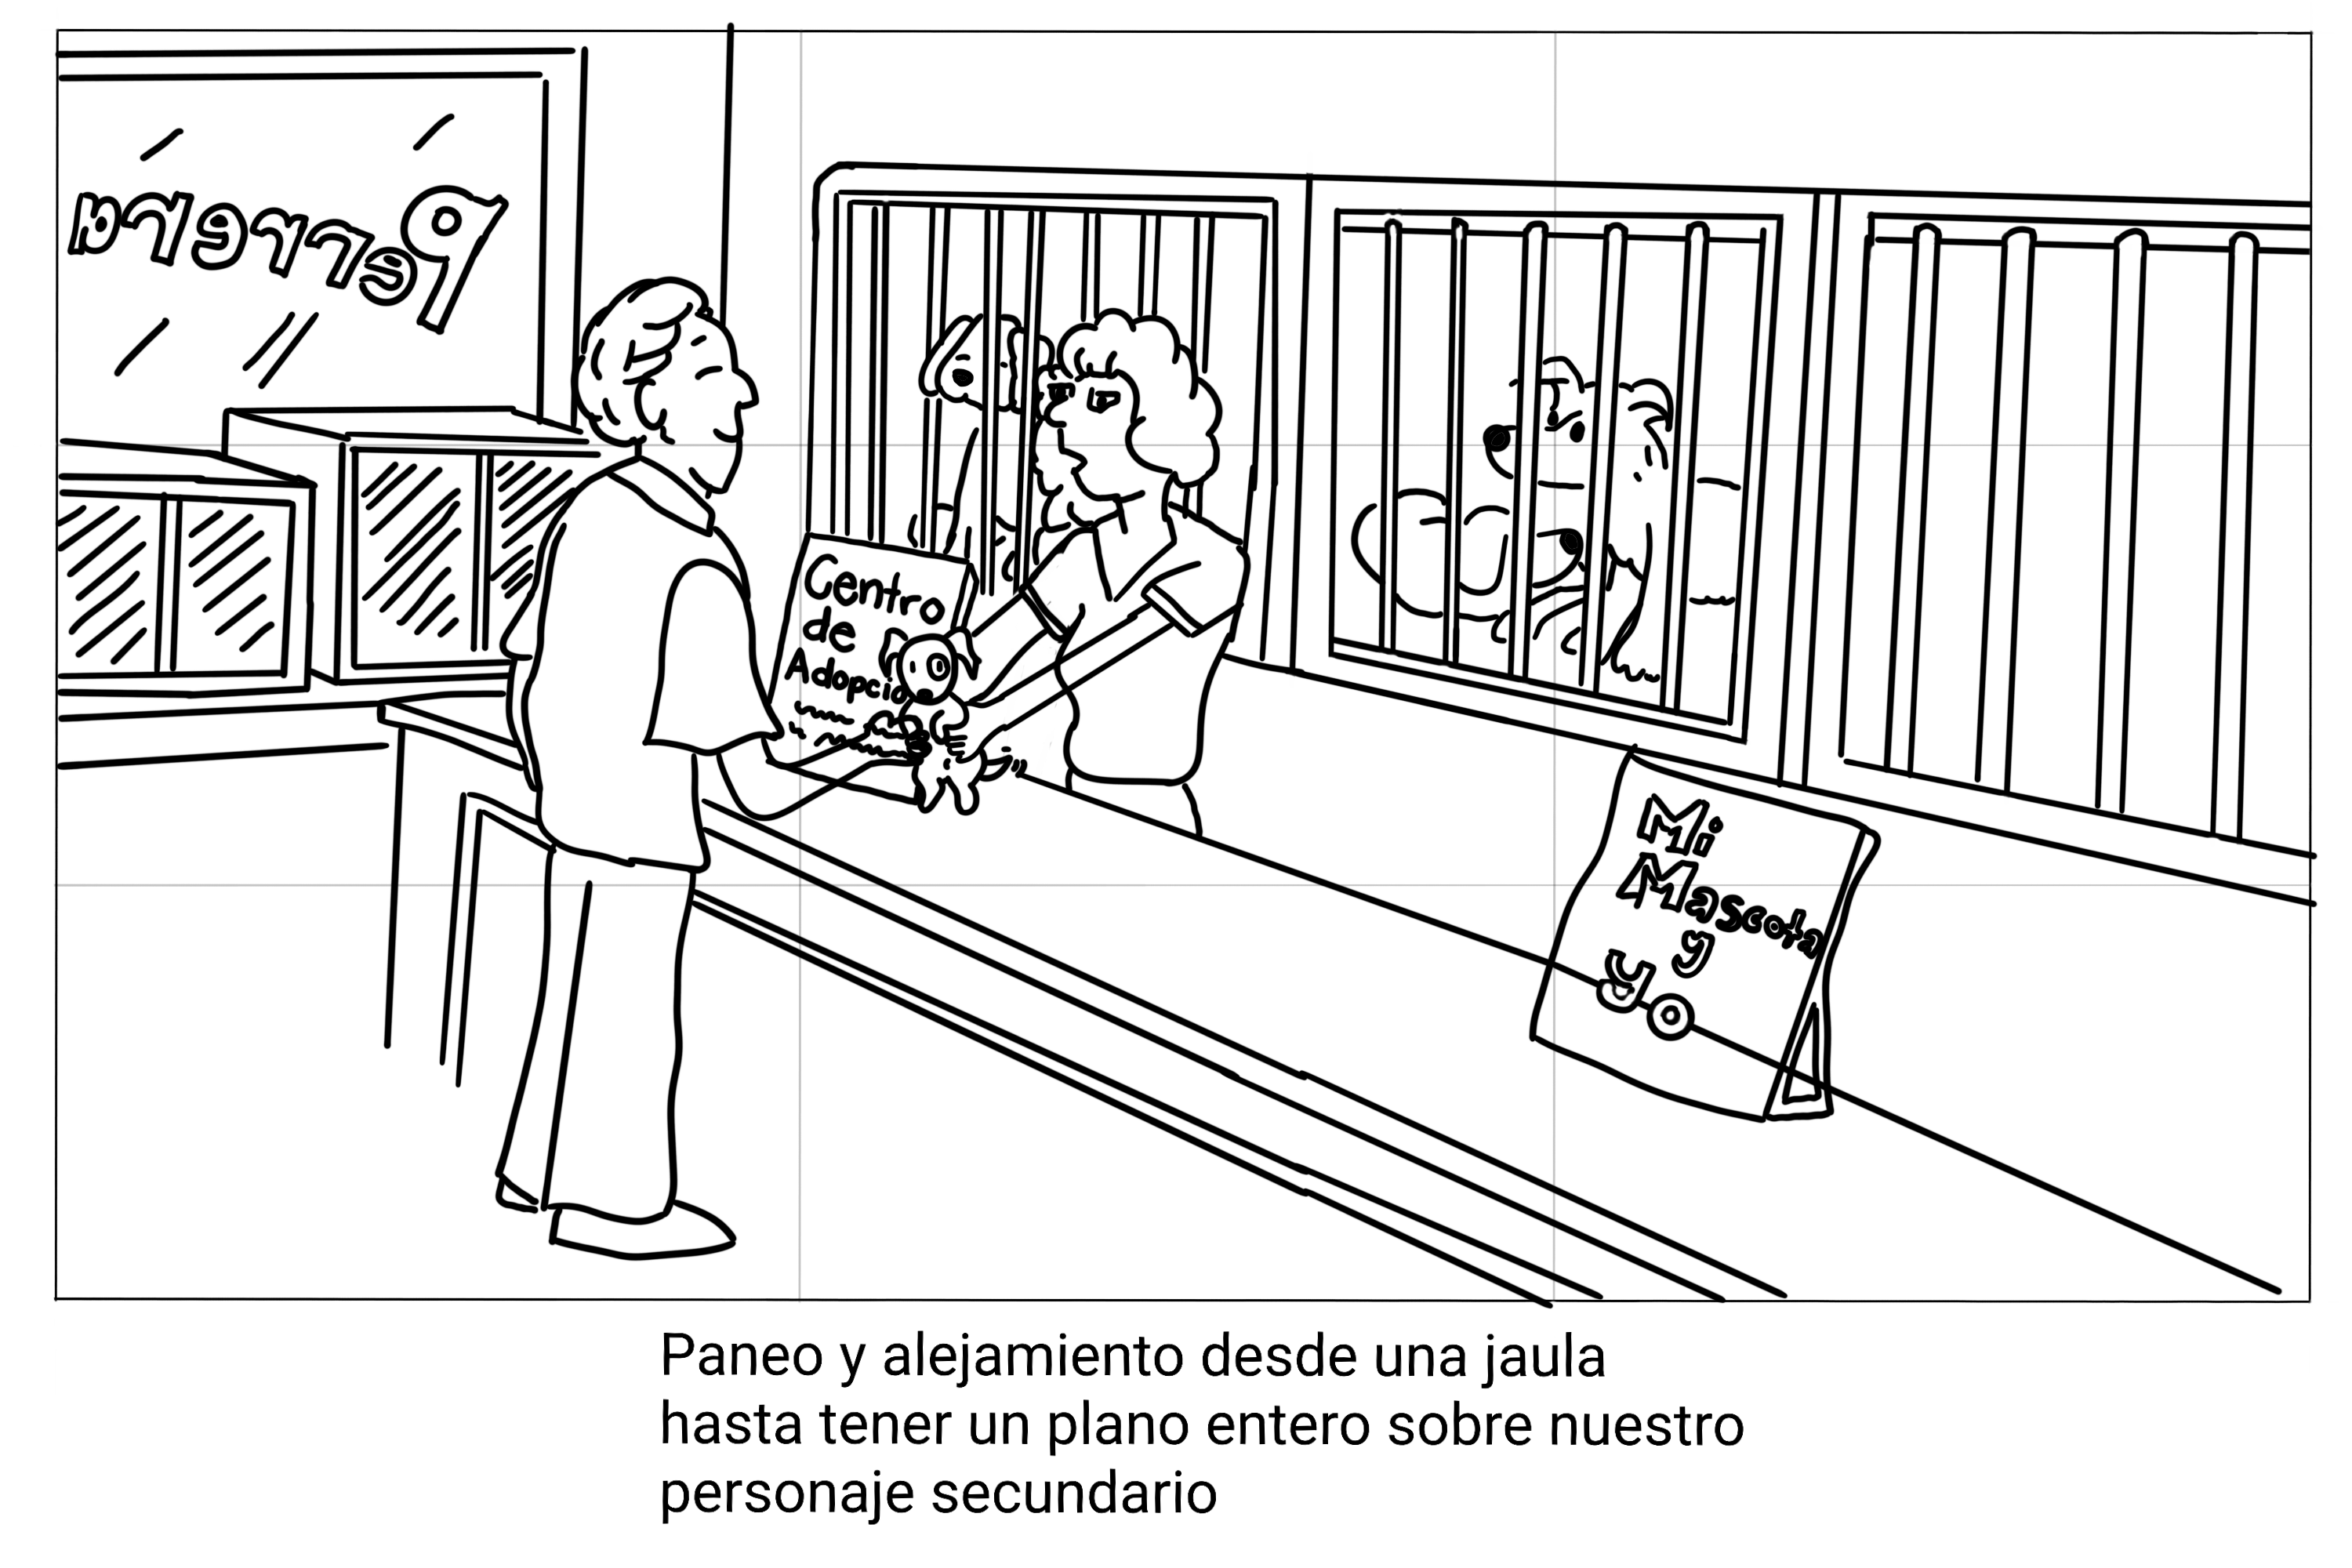 Perrera
Centro
de
Adopció
Mi
Mascota
y
yo
Paneo y alejamiento desde una jaula
hasta tener un plano entero sobre nuestro
personaje secundario